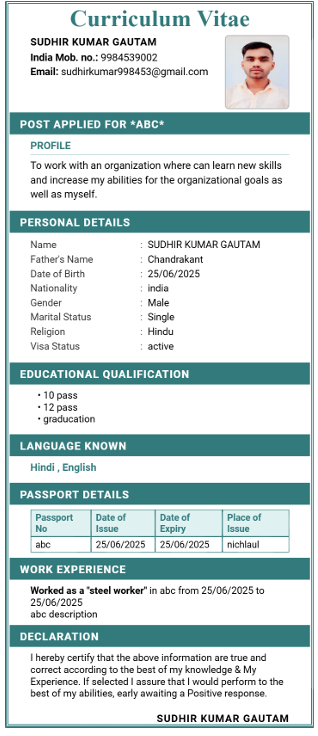 Curriculum Vitae
SUDHIR KUMAR GAUTAM
India Mob. no.: 9984539002
Email: sudhirkumar998453@gmail.com
POST APPLIED FOR *ABC*
PROFILE
To work with an organization where can learn new skills
and increase my abilities for the organizational goals as
well as myself.
PERSONAL DETAILS
Name : SUDHIR KUMAR GAUTAM
Father's Name : Chandrakant
Date of Birth : 25/06/2025
Nationality : india
Gender : Male
Marital Status : Single
Religion : Hindu
Visa Status : active
EDUCATIONAL QUALIFICATION
• 10 pass
• 12 pass
• graducation
LANGUAGE KNOWN
Hindi , English
PASSPORT DETAILS
Passport No Date of Issue Date of Expiry Place of Issue
abc 25/06/2025 25/06/2025 nichlaul
WORK EXPERIENCE
Worked as a "steel worker" in abc from 25/06/2025 to
25/06/2025
abc description
DECLARATION
I hereby certify that the above information are true and
correct according to the best of my knowledge & My
Experience. If selected I assure that I would perform to the
best of my abilities, early awaiting a Positive response.
SUDHIR KUMAR GAUTAM